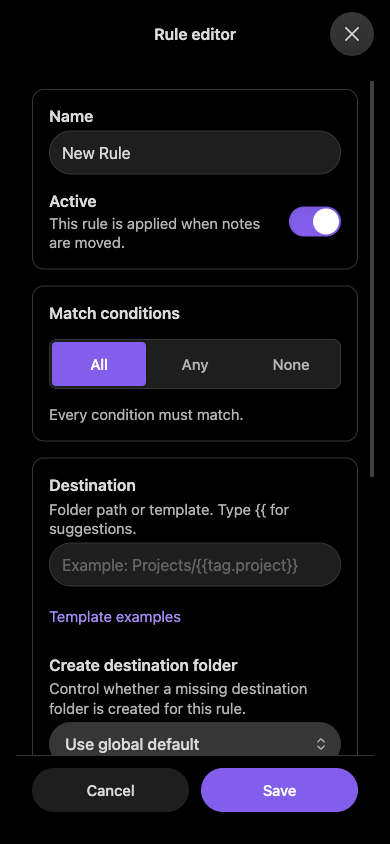 Rule editor
Name
New Rule
Active
This rule is applied when notes
are moved.
Match conditions
All
Any
None
Every condition must match.
Destination
Folder path or template. Type {{ for
suggestions.
Example: Projects/{{tag.project}}
Template examples
Create destination folder
Control whether a missing destination
folder is created for this rule.
Use global default
Cancel
Save